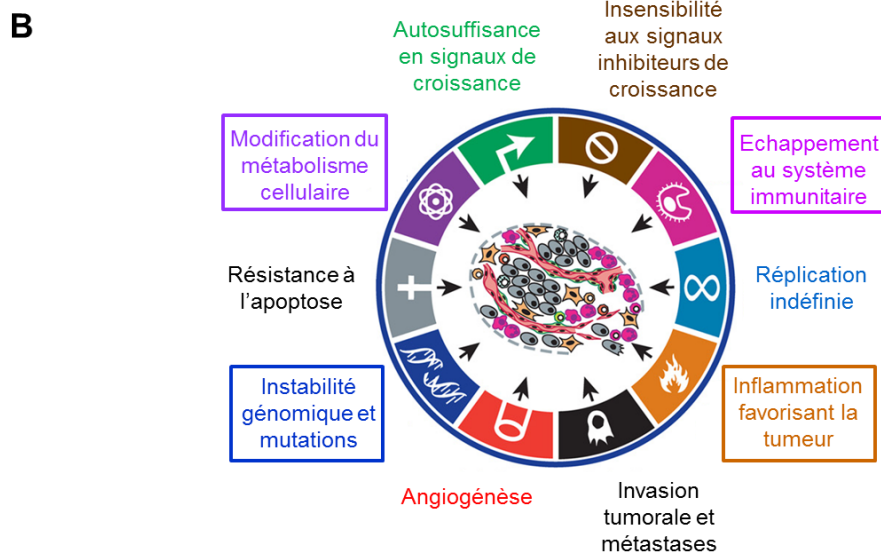 B
Autosuffisance
en signaux de
croissance
Insensibilité
aux signaux
inhibiteurs de
croissance
Modification du
métabolisme
cellulaire
Echappement
au système
immunitaire
Résistance à
l'apoptose
Réplication
indéfinie
Instabilité
génomique et
mutations
Inflammation
favorisant la
tumeur
Angiogénèse
Invasion
tumorale et
métastases